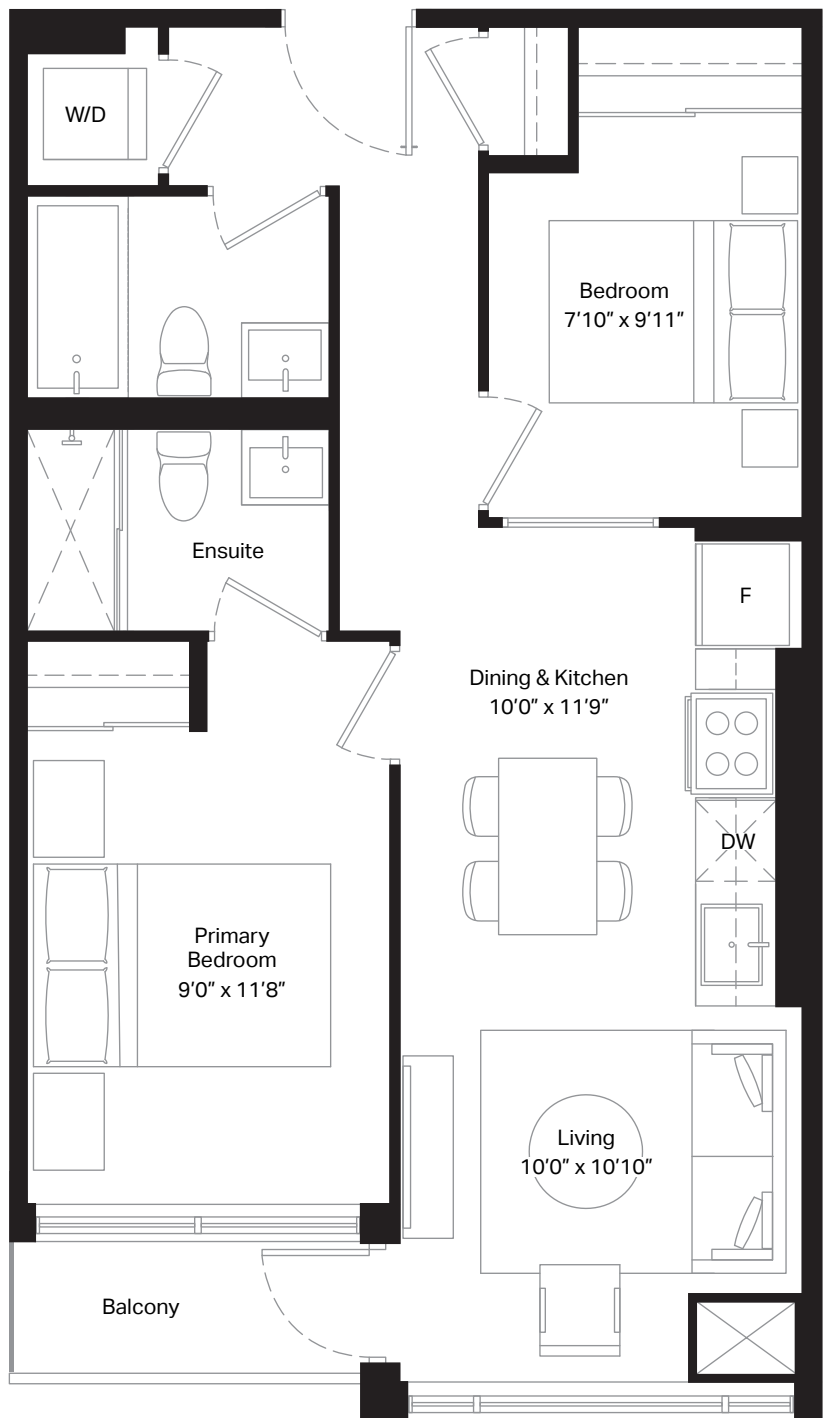 W/D
Bedroom
7'10" x 9'11"
Ensuite
F
Dining & Kitchen
10'0" x 11'9"
DW
Primary
Bedroom
9'0" x 11'8"
Living
10'0" x 10'10"
Balcony